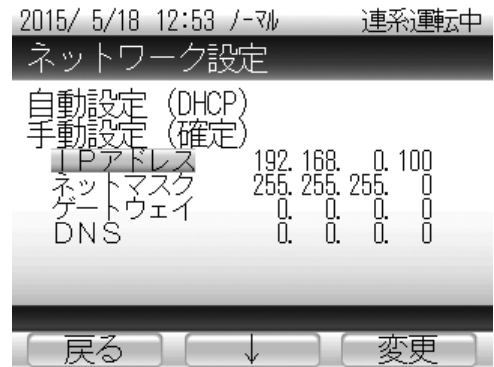 2015/ 5/18 12:53 ﾉｰﾏﾙ 連系運転中
ネットワーク設定
自動設定（DHCP）
手動設定（確定）
ＩＰアドレス 192.168. 0.100
ネットマスク 255.255.255. 0
ゲートウェイ 0. 0. 0. 0
ＤＮＳ 0. 0. 0. 0
戻る ↓ 変更